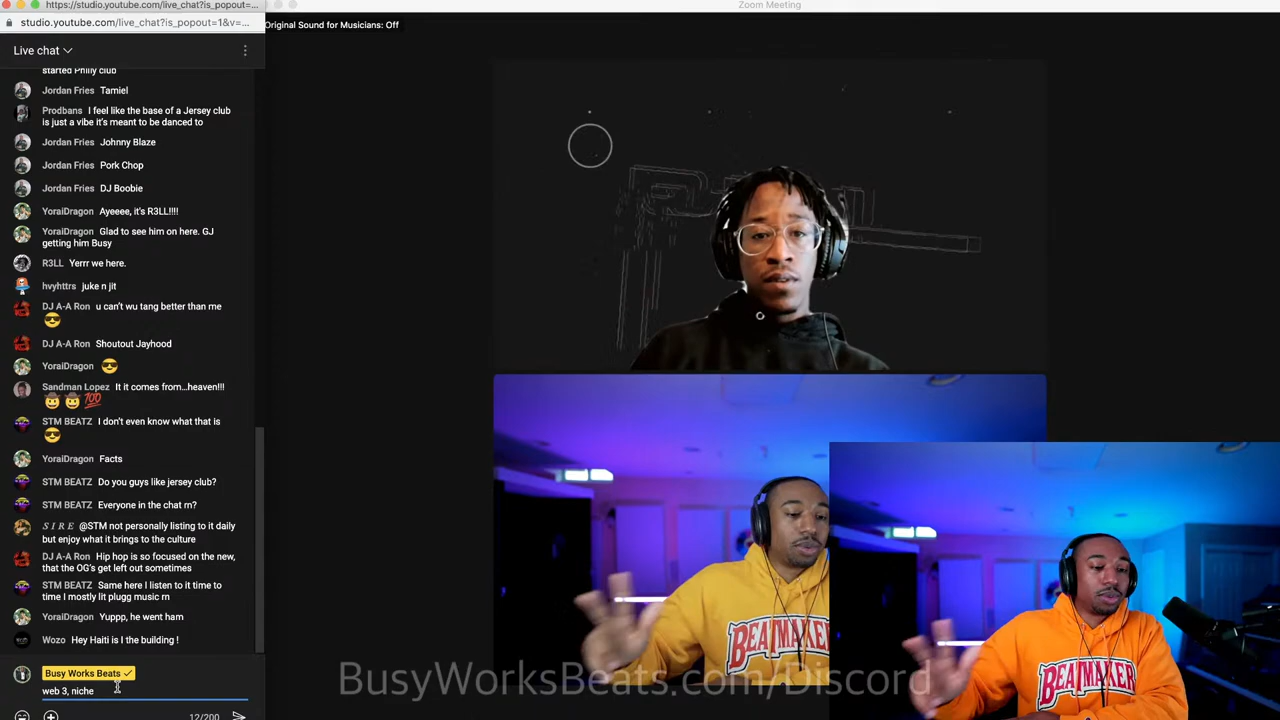 https://studio.youtube.com/live_chat?is_popout=1&v=...
studio.youtube.com/live_chat?is_popout=1&v=...
Zoom Meeting
Original Sound for Musicians: Off
Live chat
started Philly club
Jordan Fries Tamiel
Prodbans I feel like the base of a Jersey club
is just a vibe it's meant to be danced to
Jordan Fries Johnny Blaze
Jordan Fries Pork Chop
Jordan Fries DJ Boobie
YoraiDragon Ayeeee, it's R3LL!!!!
YoraiDragon Glad to see him on here. GJ
getting him Busy
R3LL Yerrr we here.
hvyhttrs juke n jit
DJ A-A Ron u can't wu tang better than me
😎
DJ A-A Ron Shoutout Jayhood
YoraiDragon 😎
Sandman Lopez It it comes from...heaven!!!
🤠 🤠 💯
STM BEATZ I don't even know what that is
😎
YoraiDragon Facts
STM BEATZ Do you guys like jersey club?
STM BEATZ Everyone in the chat rn?
S I R E @STM not personally listing to it daily
but enjoy what it brings to the culture
DJ A-A Ron Hip hop is so focused on the new,
that the OG's get left out sometimes
STM BEATZ Same here I listen to it time to
time I mostly lit plugg music rn
YoraiDragon Yuppp, he went ham
Wozo Hey Haiti is I the building !
Busy Works Beats ✓
web 3, niche
12/200
BEATMAKER
BEATMAKER
BusyWorksBeats.com/Discord